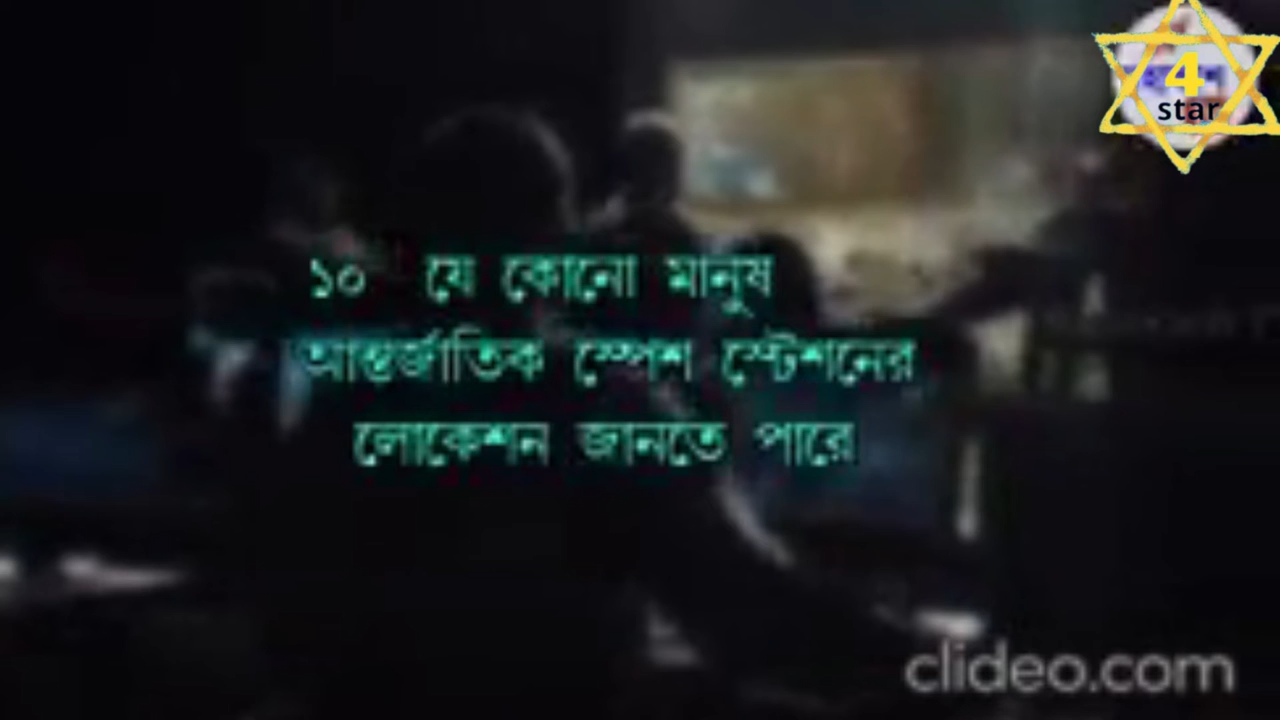 4
star
১০ যে কোনো মানুষ
আন্তর্জাতিক স্পেশ স্টেশনের
লোকেশন জানতে পারে
clideo.com